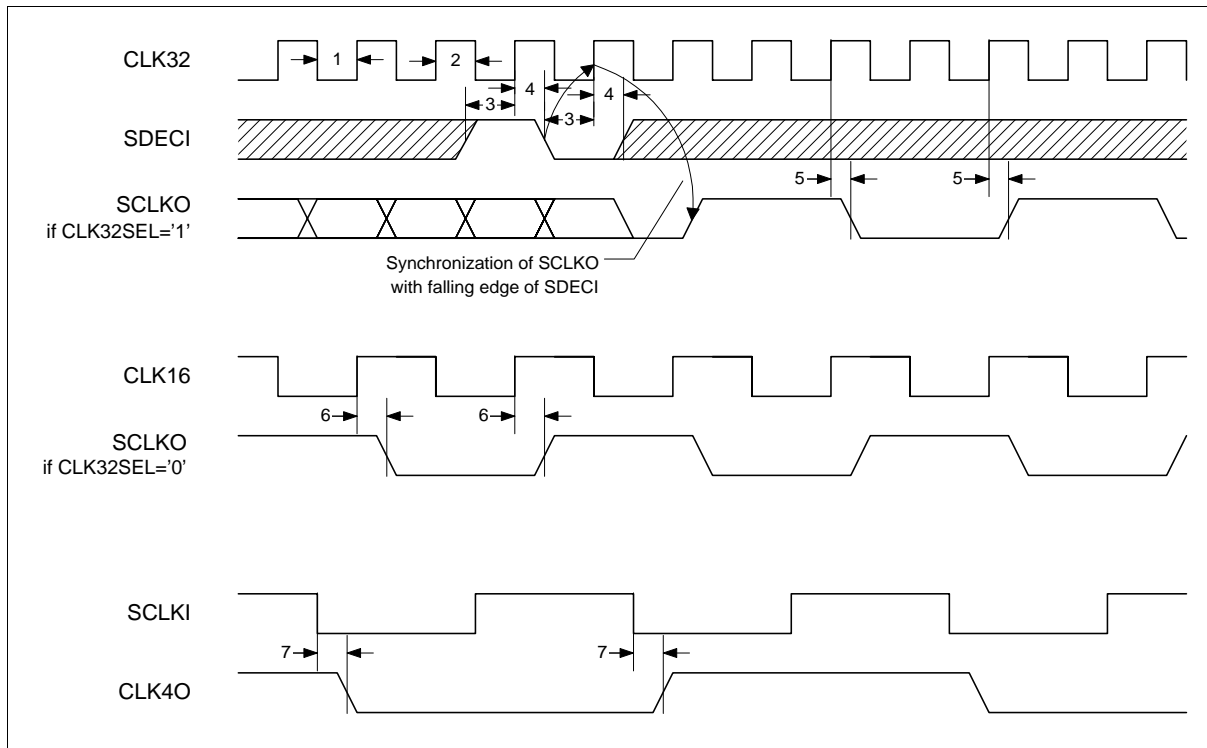 CLK32
1
2
4
4
3
3
SDECI
5
5
SCLKO
if CLK32SEL='1'
Synchronization of SCLKO
with falling edge of SDECI
CLK16
6
6
SCLKO
if CLK32SEL='0'
SCLKI
7
7
CLK4O